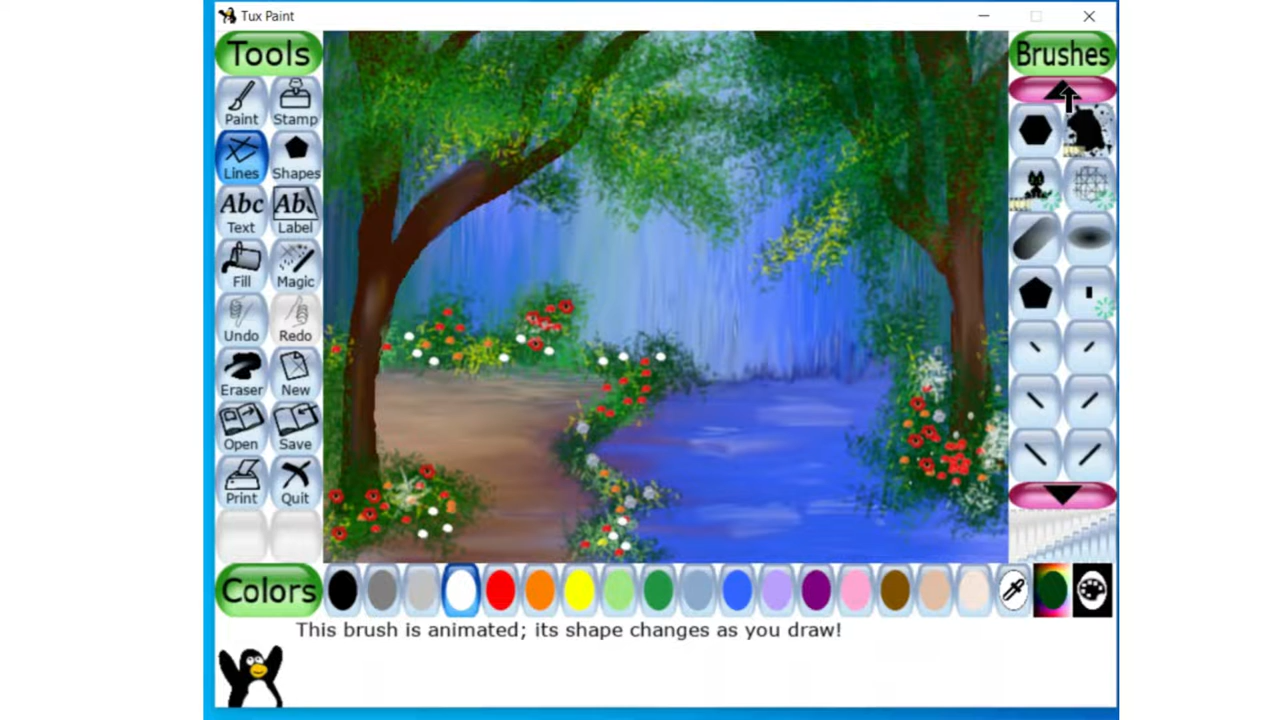 Tux Paint
Tools
Brushes
Paint
Stamp
Lines
Shapes
Abc
Abc
Text
Label
Fill
Magic
Undo
Redo
Eraser
New
Open
Save
Print
Quit
Colors
This brush is animated; its shape changes as you draw!